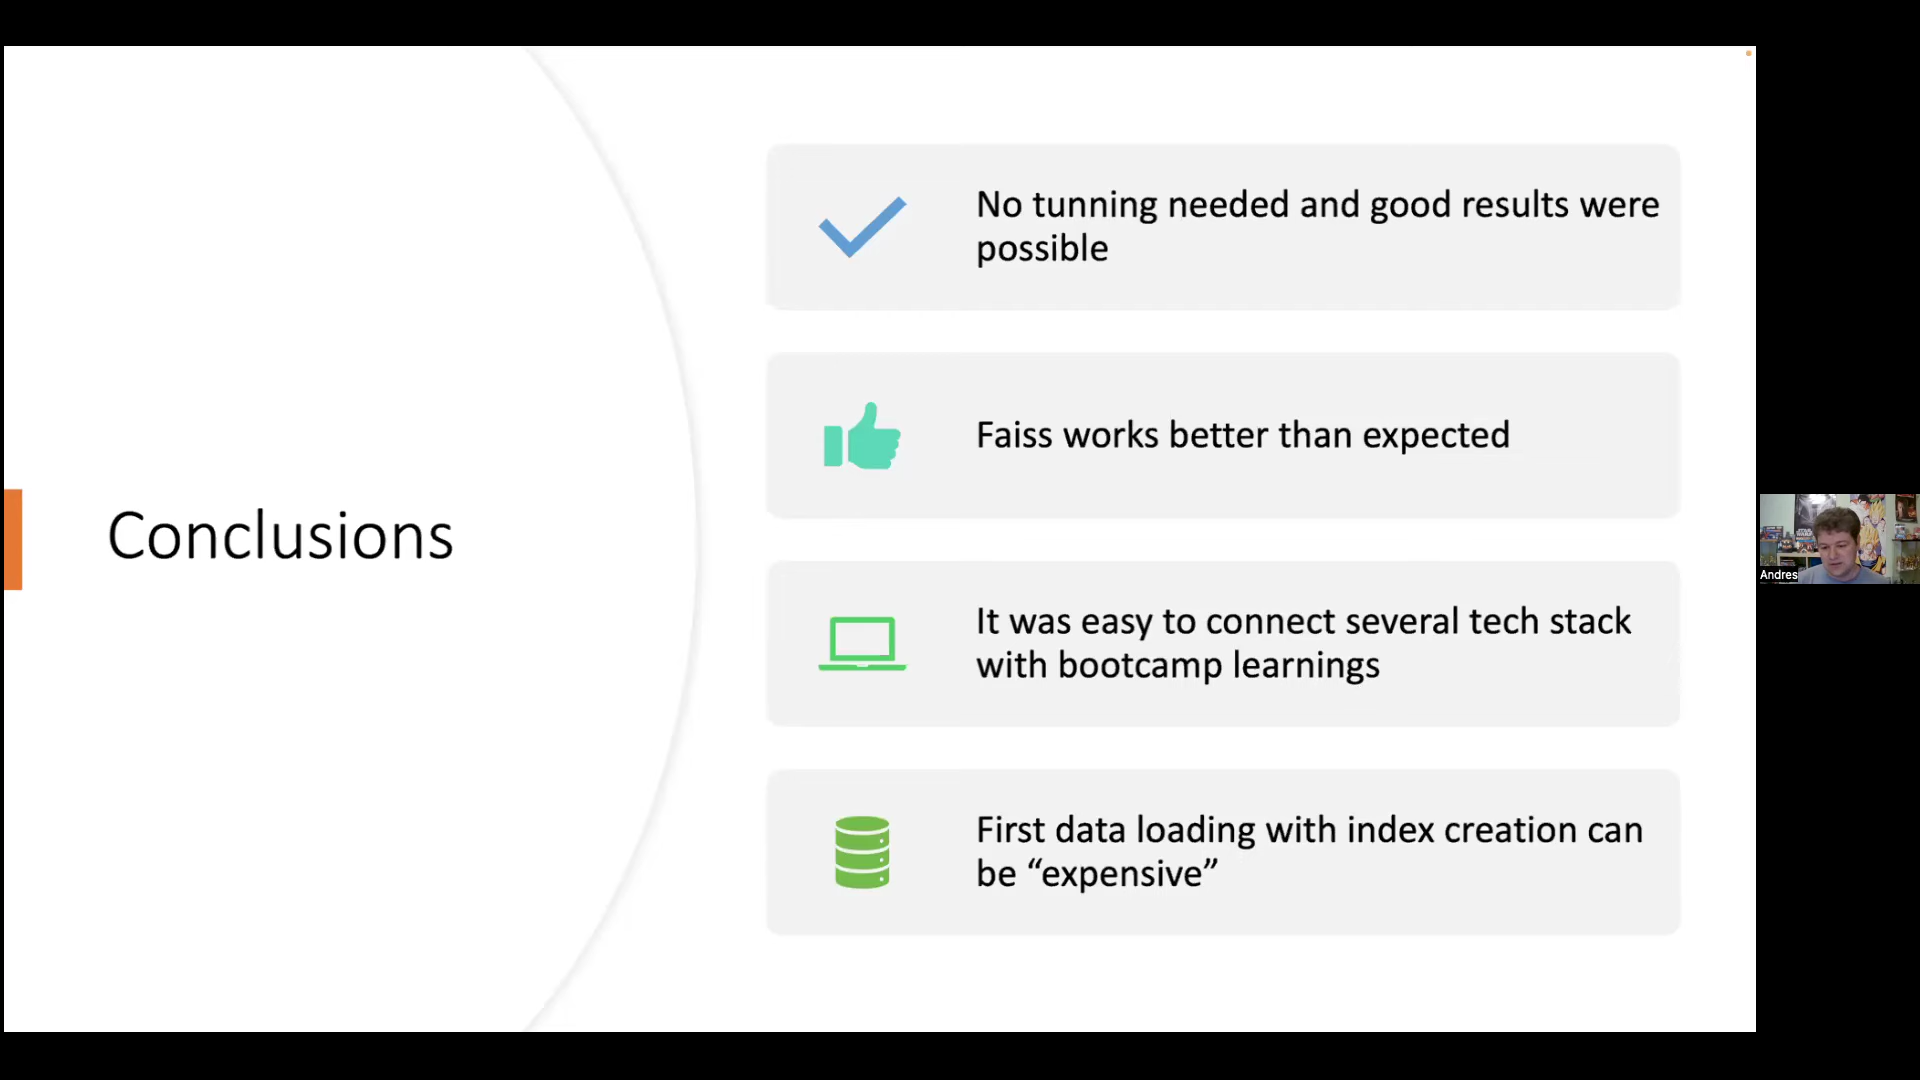 Conclusions
No tunning needed and good results were
possible
Faiss works better than expected
It was easy to connect several tech stack
with bootcamp learnings
First data loading with index creation can
be “expensive”
Andres